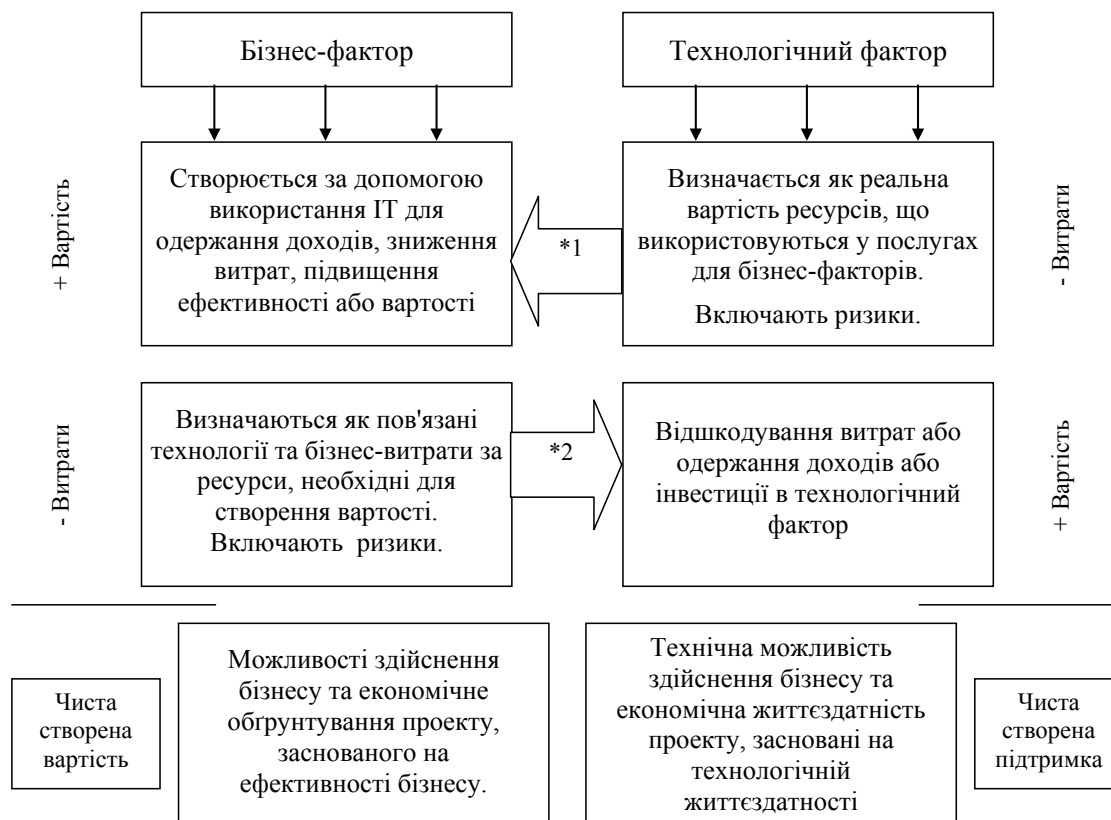 Бізнес-фактор
Технологічний фактор
+ Вартість
Створюється за допомогою
використання ІТ для
одержання доходів, зниження
витрат, підвищення
ефективності або вартості
*1
Визначається як реальна
вартість ресурсів, що
використовуються у послугах
для бізнес-факторів.
Включають ризики.
- Витрати
- Витрати
Визначаються як пов'язані
технології та бізнес-витрати за
ресурси, необхідні для
створення вартості.
Включають ризики.
*2
Відшкодування витрат або
одержання доходів або
інвестиції в технологічний
фактор
+ Вартість
Чиста
створена
вартість
Можливості здійснення
бізнесу та економічне
обґрунтування проекту,
заснованого на
ефективності бізнесу.
Технічна можливість
здійснення бізнесу та
економічна життєздатність
проекту, засновані на
технологічній
життєздатності
Чиста
створена
підтримка